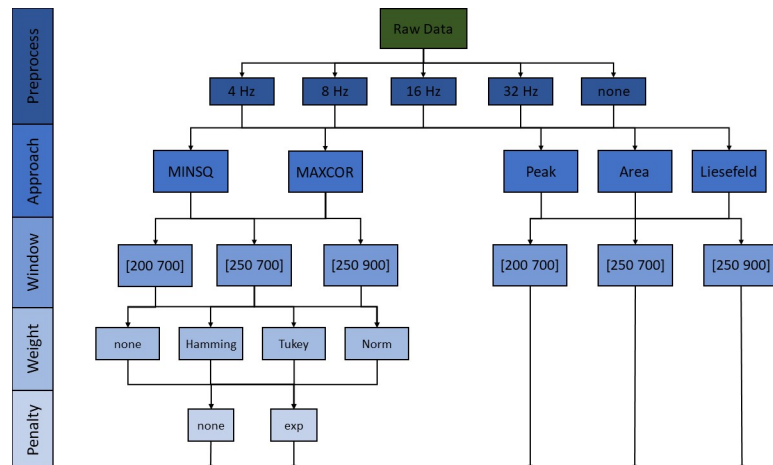 Raw Data
Preprocess
4 Hz
8 Hz
16 Hz
32 Hz
none
Approach
MINSQ
MAXCOR
Peak
Area
Liesefeld
Window
[200 700]
[250 700]
[250 900]
[200 700]
[250 700]
[250 900]
Weight
none
Hamming
Tukey
Norm
Penalty
none
exp